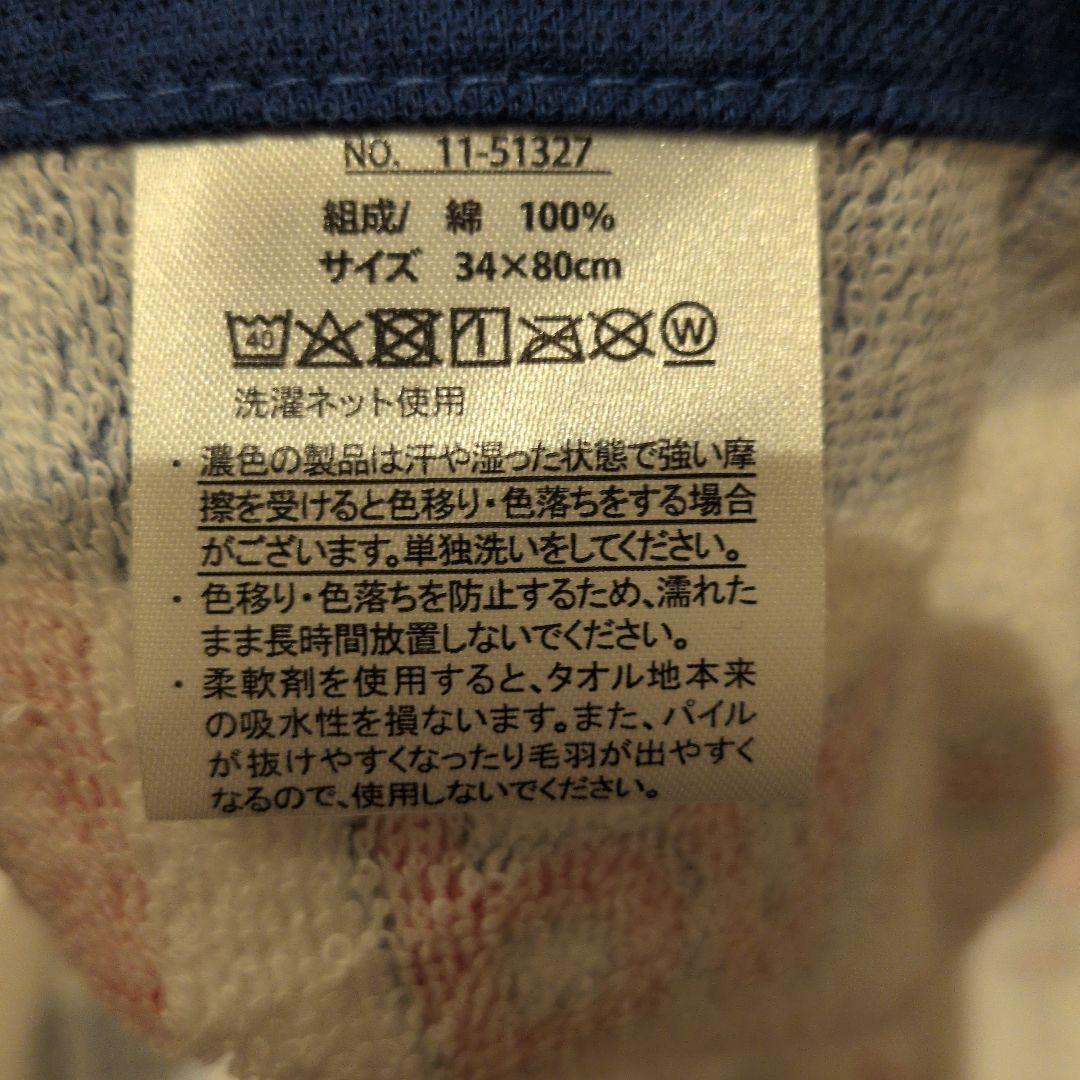 NO. 11-51327
組成/ 綿 100%
サイズ 34×80cm
40 W
洗濯ネット使用
・濃色の製品は汗や湿った状態で強い摩
擦を受けると色移り・色落ちをする場合
がございます。単独洗いをしてください。
・色移り・色落ちを防止するため、濡れた
まま長時間放置しないでください。
・柔軟剤を使用すると、タオル地本来
の吸水性を損ないます。また、パイル
が抜けやすくなったり毛羽が出やすく
なるので、使用しないでください。